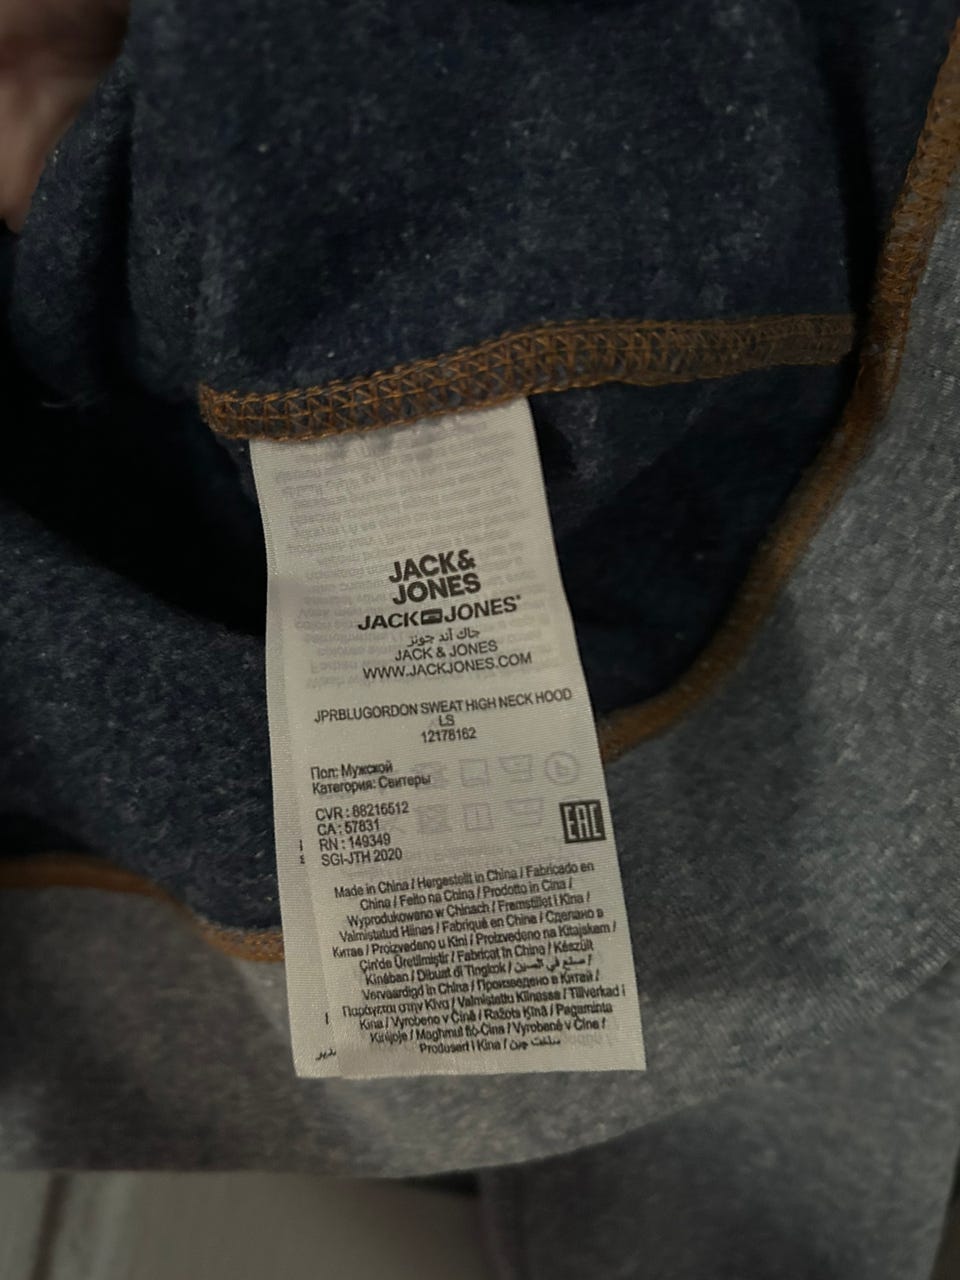 JACK&
JONES
JACK JONES®
جاك آند جونز
JACK & JONES
WWW.JACKJONES.COM
JPRBLUGORDON SWEAT HIGH NECK HOOD
LS
12178162
Пол: Мужской
Категория: Свитеры
CVR : 88216512
CA : 57831
RN : 149349
SGI-JTH 2020
EAC
Made in China / Hergestellt in China / Fabricado en
China / Feito na China / Prodotto in Cina /
Wyprodukowano w Chinach / Fremstillet i Kina /
Valmistatud Hiinas / Fabriqué en Chine / Сделано в
Китае / Proizvedeno u Kini / Proizvedeno na Kitajskem /
Çin'de Üretilmiştir / Fabricat în China / Készült
Kínában / Dibuat di Tiongkok / صنع في الصين /
Vervaardigd in China / Произведено в Китай /
Παράγεται στην Κίνα / Valmistettu Kiinassa / Tillverkad i
Kina / Vyrobeno v Číně / Ražots Ķīnā / Pagaminta
Kinijoje / Magħmul fiċ-Ċina / Vyrobené v Číne /
Produsert i Kina / ساخت چین